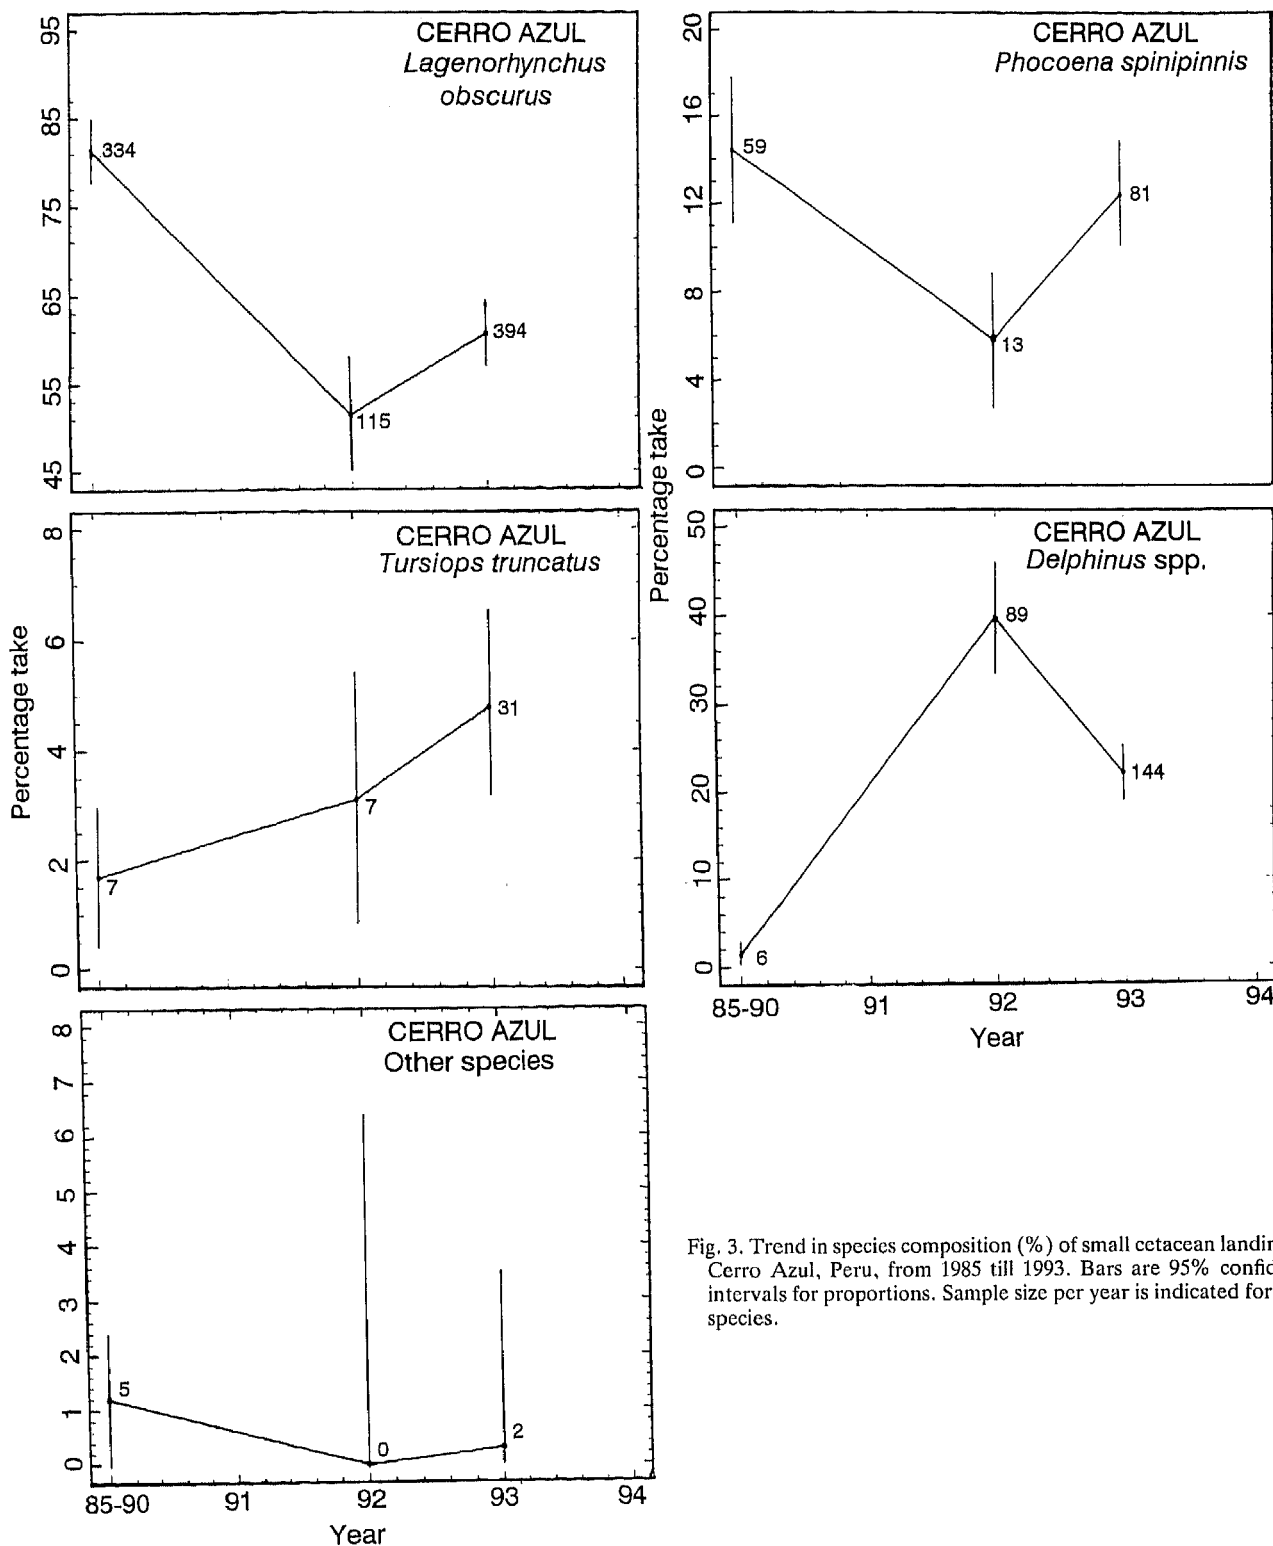 CERRO AZUL
Lagenorhynchus
obscurus
95
85
75
65
55
45
334
115
394
CERRO AZUL
Phocoena spinipinnis
20
16
12
8
4
0
59
13
81
Percentage take
CERRO AZUL
Tursiops truncatus
8
6
4
2
0
7
7
31
Percentage take
CERRO AZUL
Delphinus spp.
50
40
30
20
10
0
6
89
144
85-90 91 92 93 94
Year
CERRO AZUL
Other species
8
7
6
5
4
3
2
1
0
5
0
2
85-90 91 92 93 94
Year
Fig. 3. Trend in species composition (%) of small cetacean landin
Cerro Azul, Peru, from 1985 till 1993. Bars are 95% confid
intervals for proportions. Sample size per year is indicated for
species.